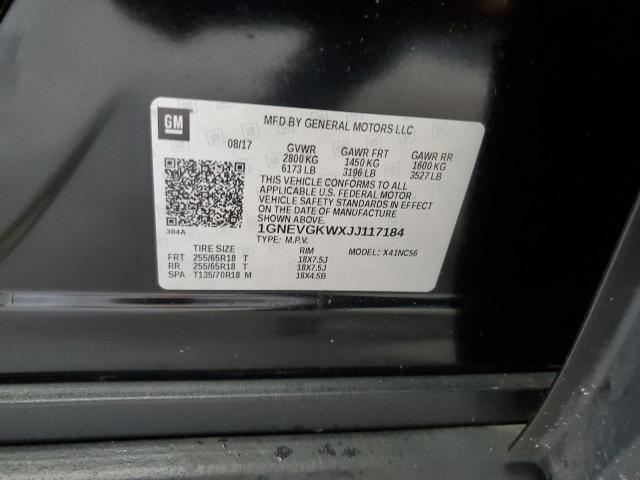 GM
MFD BY GENERAL MOTORS LLC
08/17 GVWR GAWR FRT GAWR RR
2800 KG 1450 KG 1600 KG
6173 LB 3196 LB 3527 LB
THIS VEHICLE CONFORMS TO ALL
APPLICABLE U.S. FEDERAL MOTOR
VEHICLE SAFETY STANDARDS IN EFFECT
ON THE DATE OF MANUFACTURE
SHOWN ABOVE.
384A 1GNEVGKWXJJ117184
TYPE: M.P.V. MODEL: X41NC56
TIRE SIZE RIM
FRT 255/65R18 T 18X7.5J
RR 255/65R18 T 18X7.5J
SPA T135/70R18 M 18X4.5B